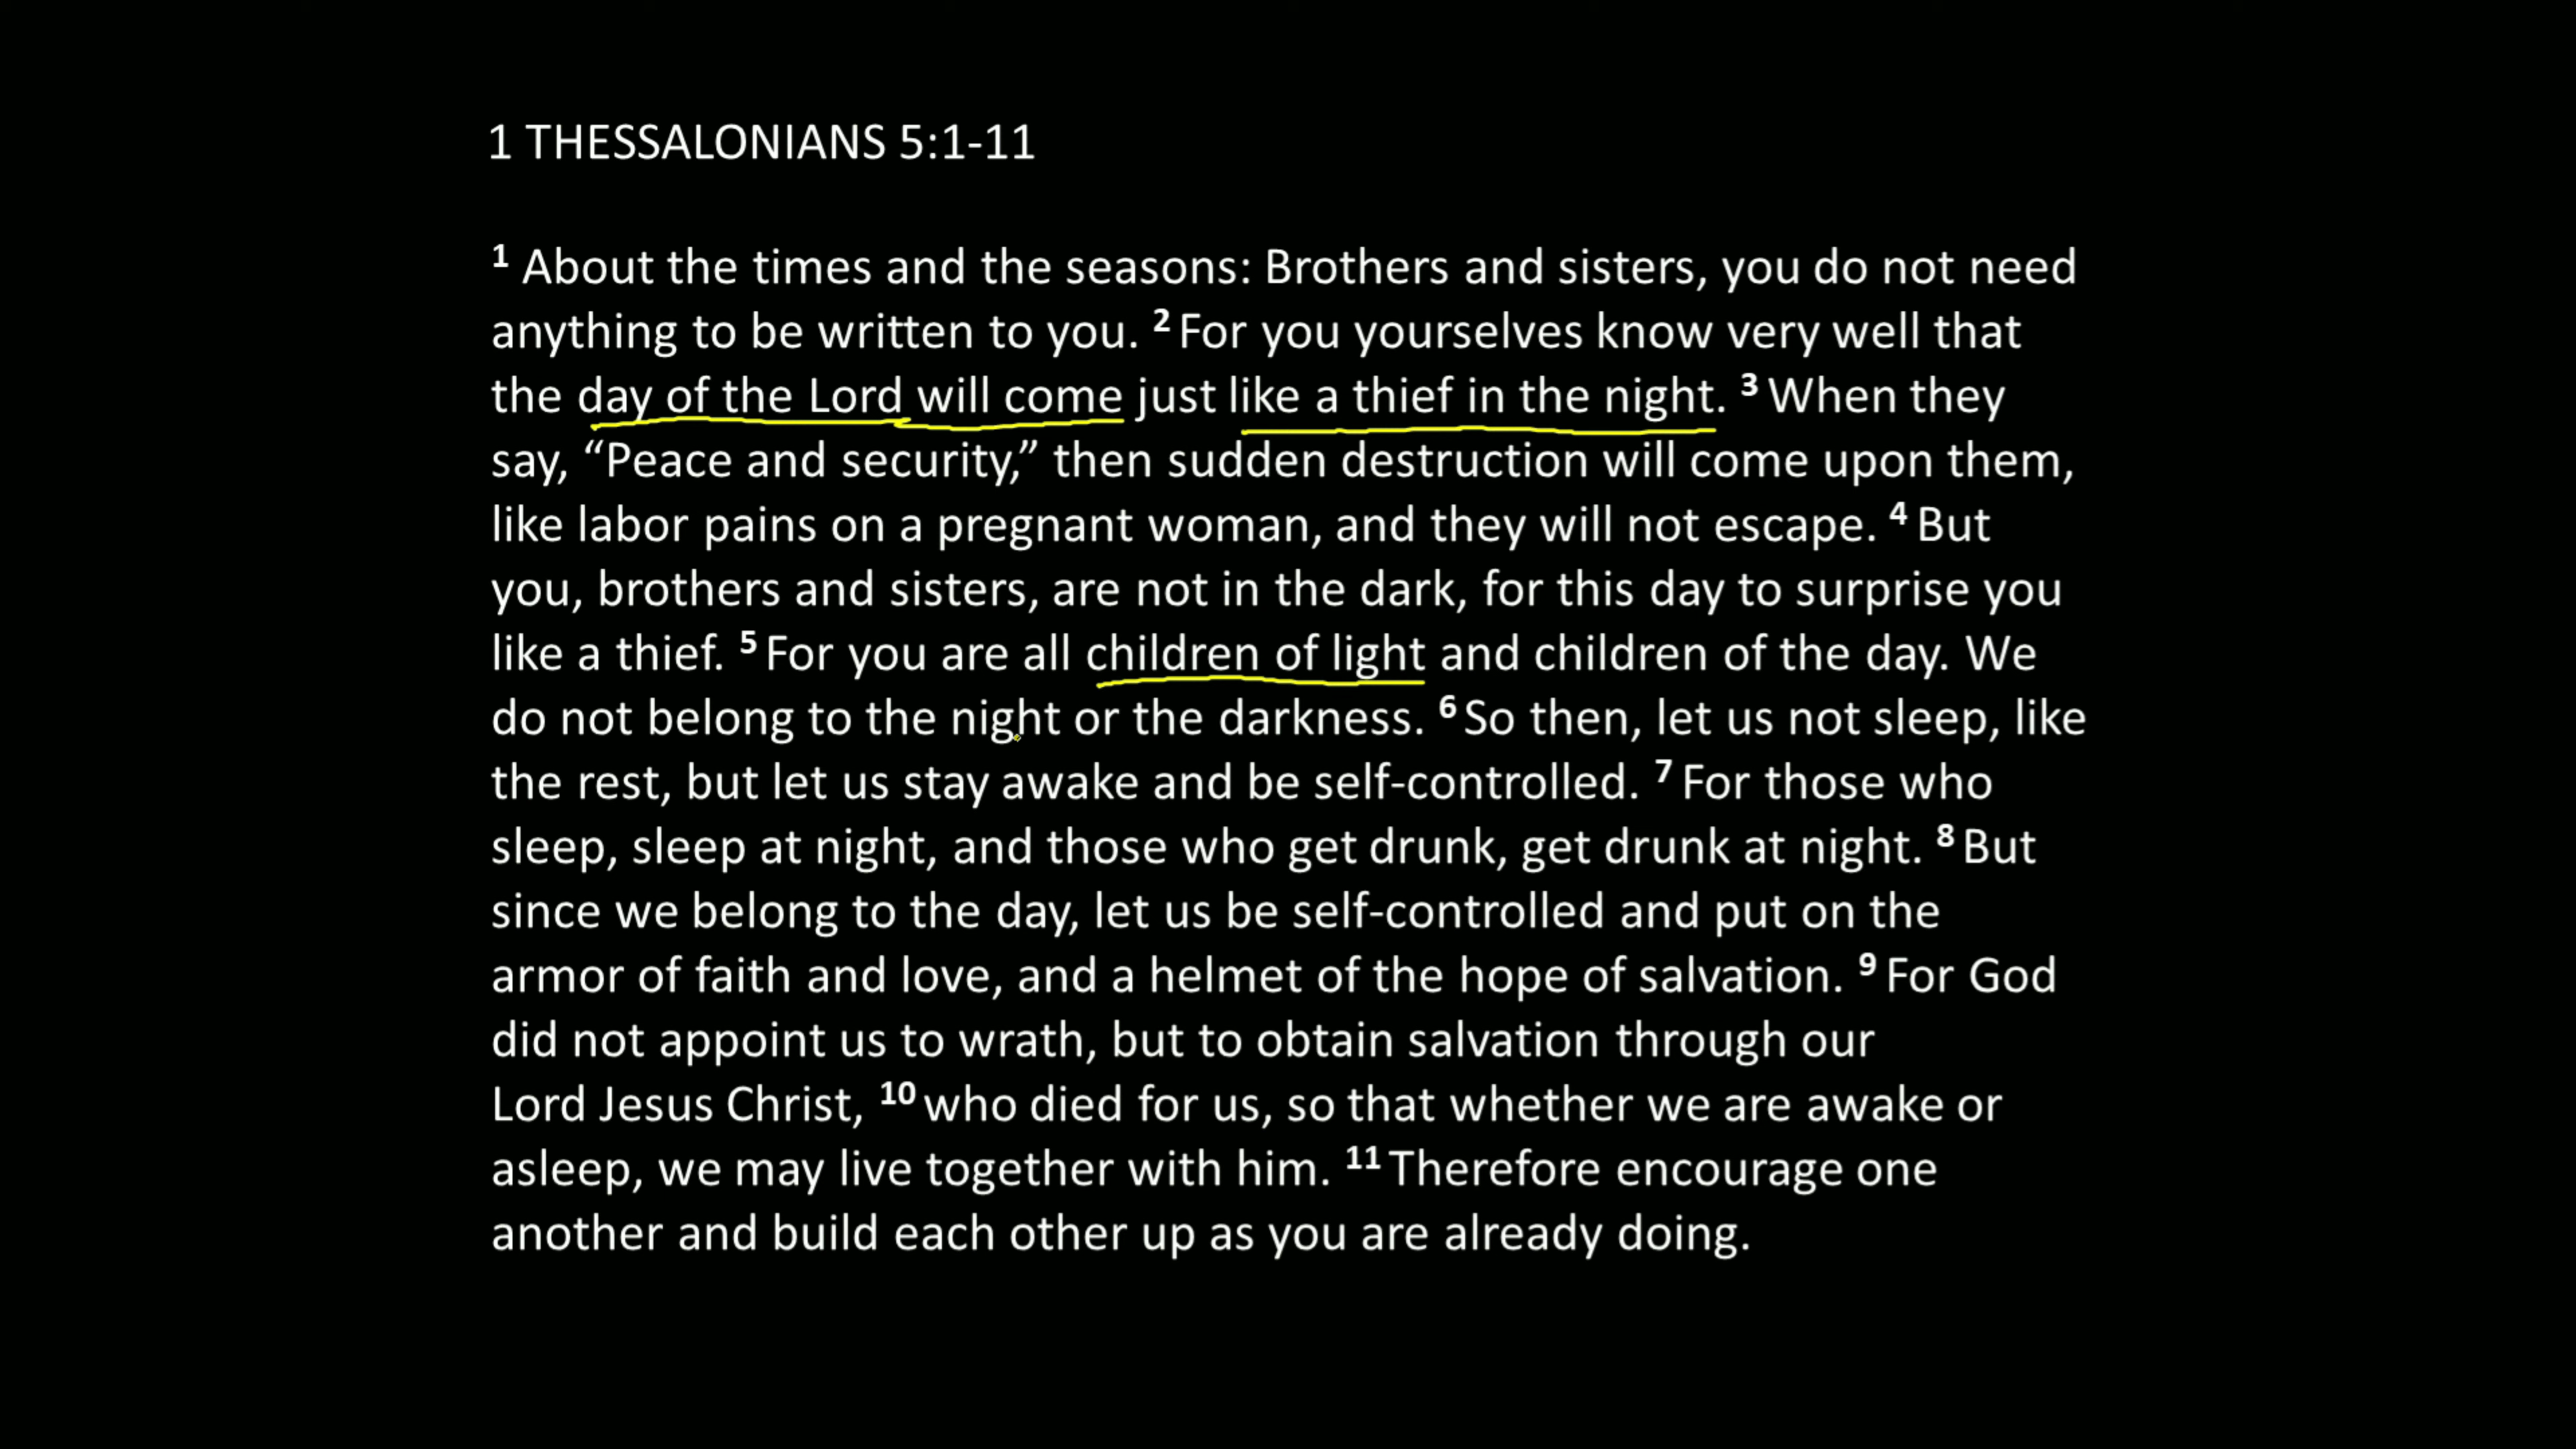 1 THESSALONIANS 5:1-11
1 About the times and the seasons: Brothers and sisters, you do not need
anything to be written to you. 2 For you yourselves know very well that
the day of the Lord will come just like a thief in the night. 3 When they
say, “Peace and security,” then sudden destruction will come upon them,
like labor pains on a pregnant woman, and they will not escape. 4 But
you, brothers and sisters, are not in the dark, for this day to surprise you
like a thief. 5 For you are all children of light and children of the day. We
do not belong to the night or the darkness. 6 So then, let us not sleep, like
the rest, but let us stay awake and be self-controlled. 7 For those who
sleep, sleep at night, and those who get drunk, get drunk at night. 8 But
since we belong to the day, let us be self-controlled and put on the
armor of faith and love, and a helmet of the hope of salvation. 9 For God
did not appoint us to wrath, but to obtain salvation through our
Lord Jesus Christ, 10 who died for us, so that whether we are awake or
asleep, we may live together with him. 11 Therefore encourage one
another and build each other up as you are already doing.